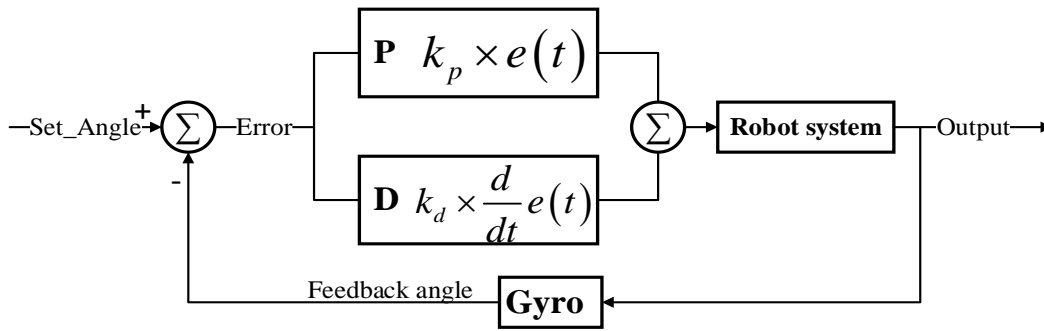 P k_p × e(t)
+
Set_Angle
∑
Error
∑
Robot system
Output
-
D k_d × d/dt e(t)
Feedback angle
Gyro